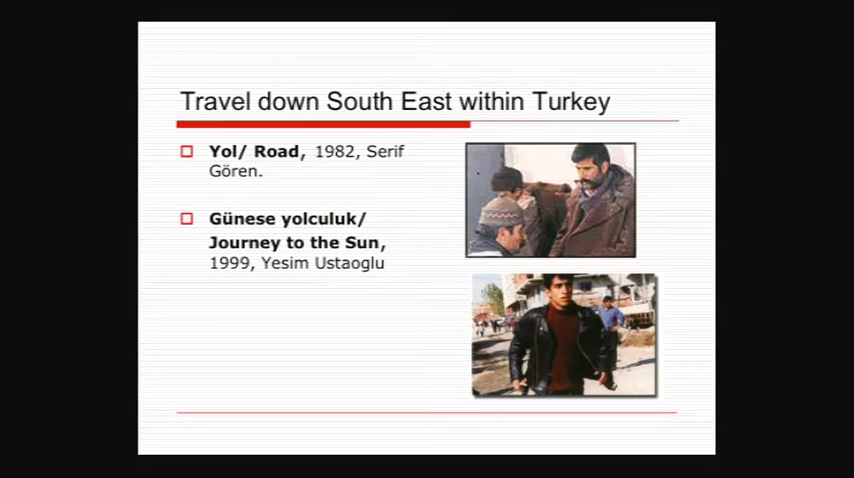 Travel down South East within Turkey
Yol/ Road, 1982, Serif
Gören.
Günese yolculuk/
Journey to the Sun,
1999, Yesim Ustaoglu